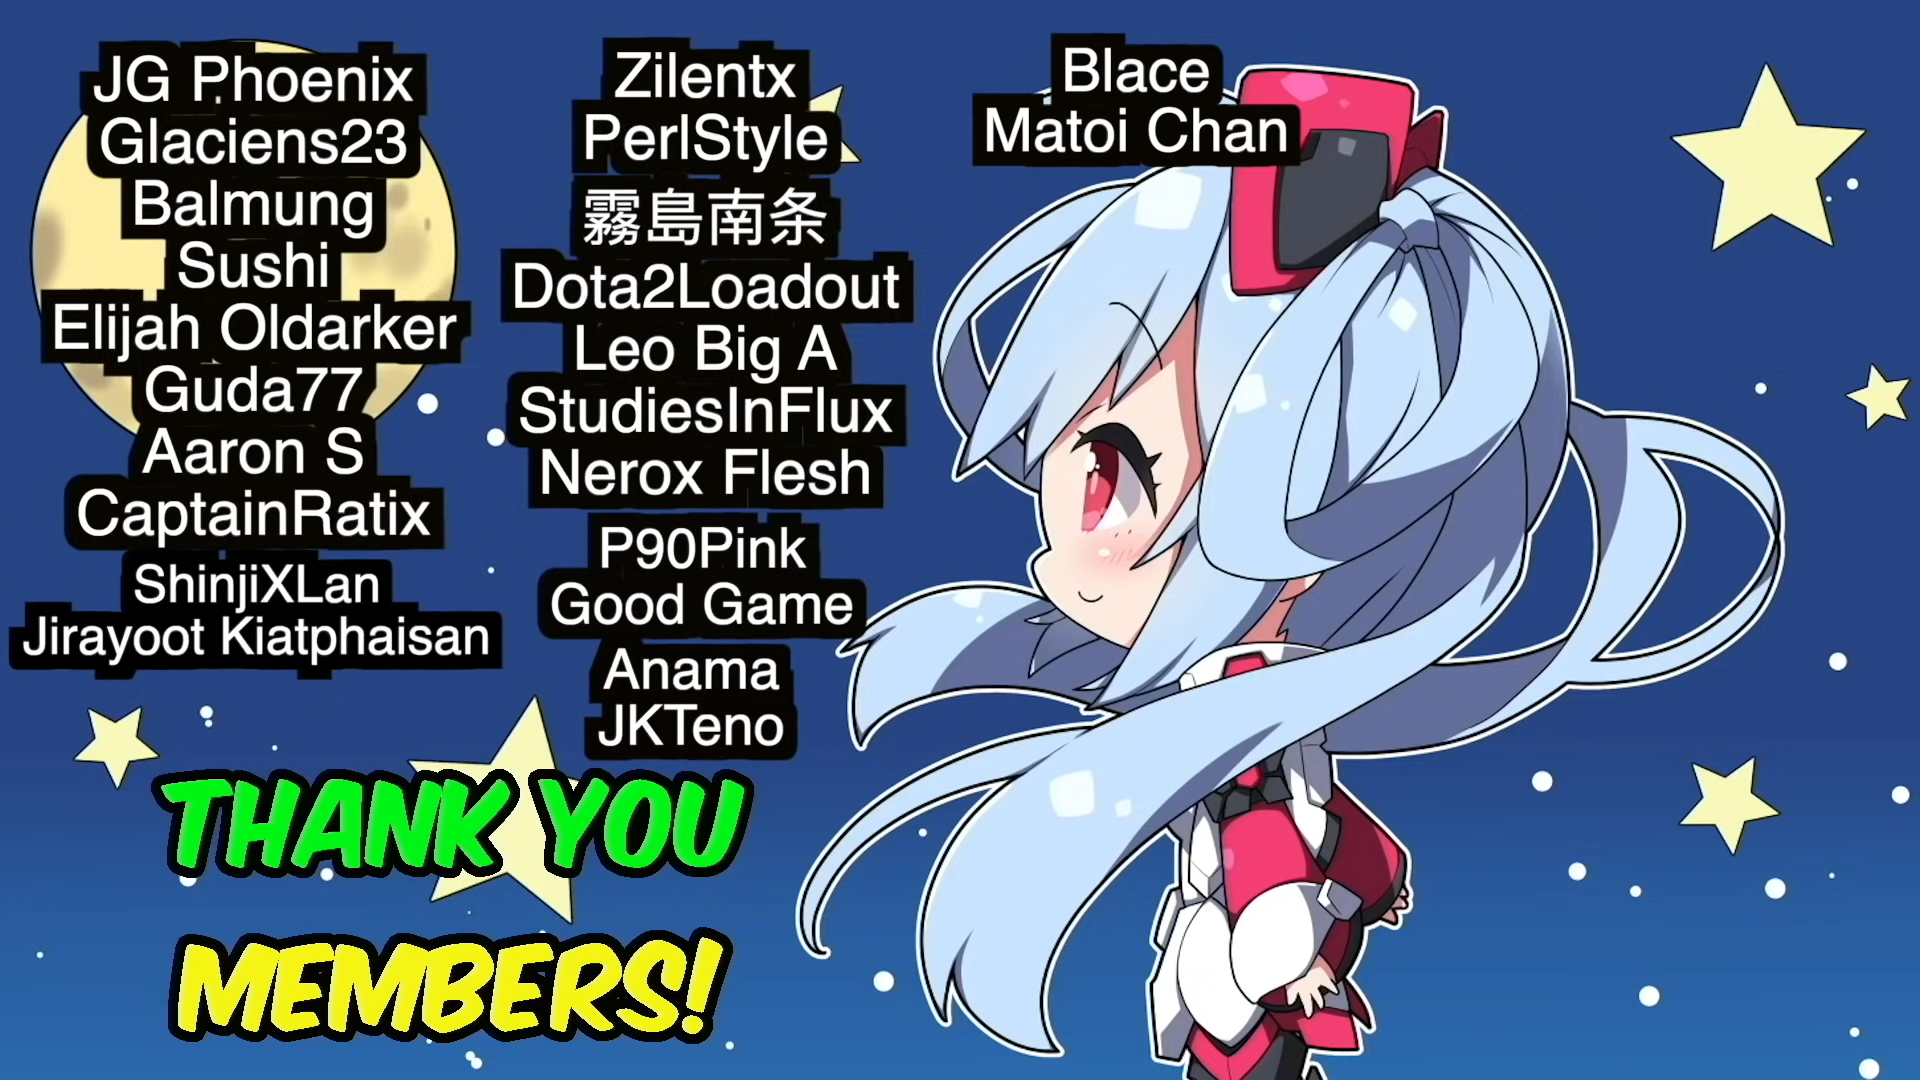 JG Phoenix
Glaciens23
Balmung
Sushi
Elijah Oldarker
Guda77
Aaron S
CaptainRatix
ShinjiXLan
Jirayoot Kiatphaisan
Zilentx
PerlStyle
霧島南条
Dota2Loadout
Leo Big A
StudiesInFlux
Nerox Flesh
P90Pink
Good Game
Anama
JKTeno
Blace
Matoi Chan
THANK YOU
MEMBERS!